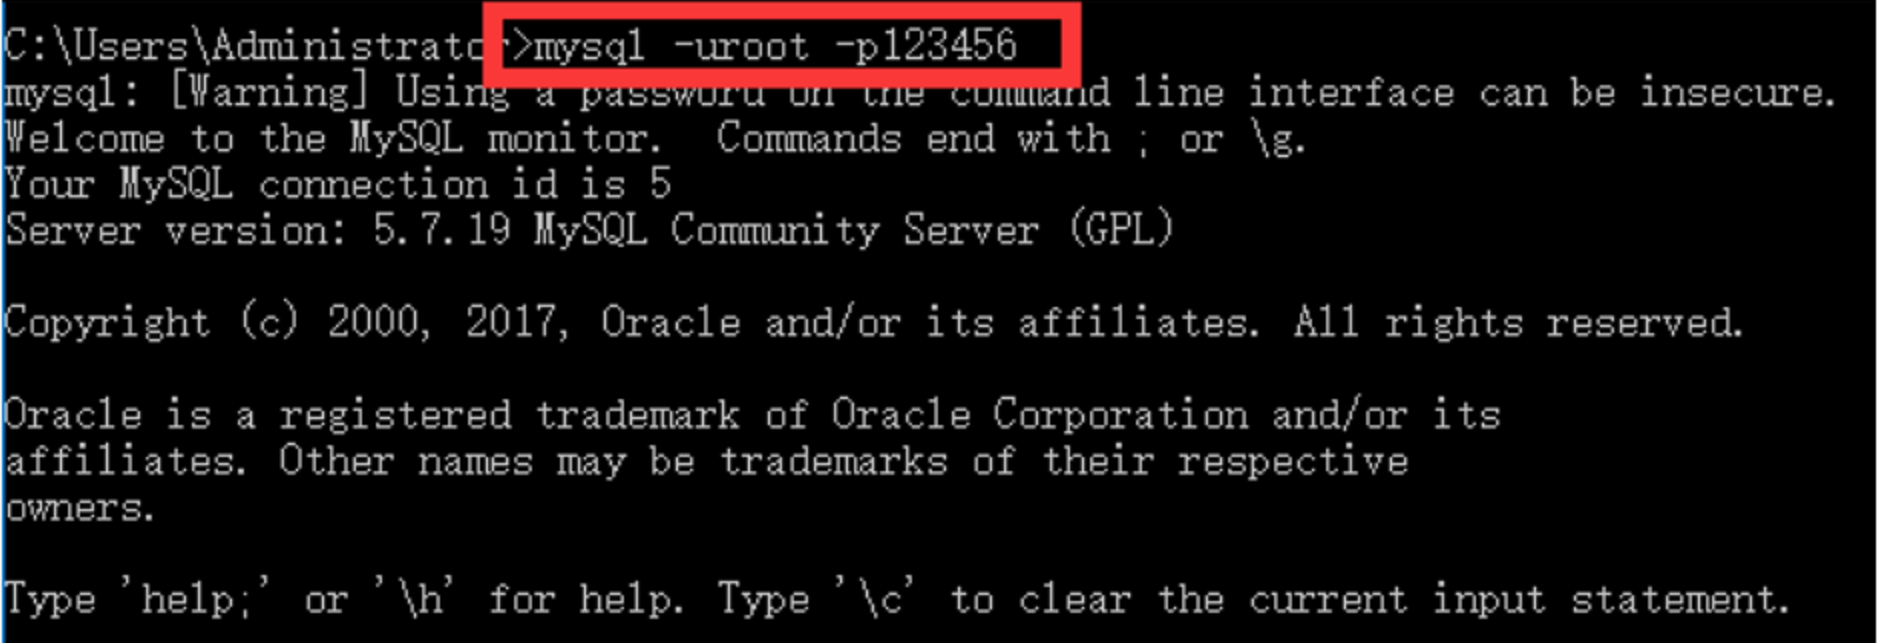 C:\Users\Administrator>mysql -uroot -p123456
mysql: [Warning] Using a password on the command line interface can be insecure.
Welcome to the MySQL monitor.  Commands end with ; or \g.
Your MySQL connection id is 5
Server version: 5.7.19 MySQL Community Server (GPL)

Copyright (c) 2000, 2017, Oracle and/or its affiliates. All rights reserved.

Oracle is a registered trademark of Oracle Corporation and/or its
affiliates. Other names may be trademarks of their respective
owners.

Type 'help;' or '\h' for help. Type '\c' to clear the current input statement.